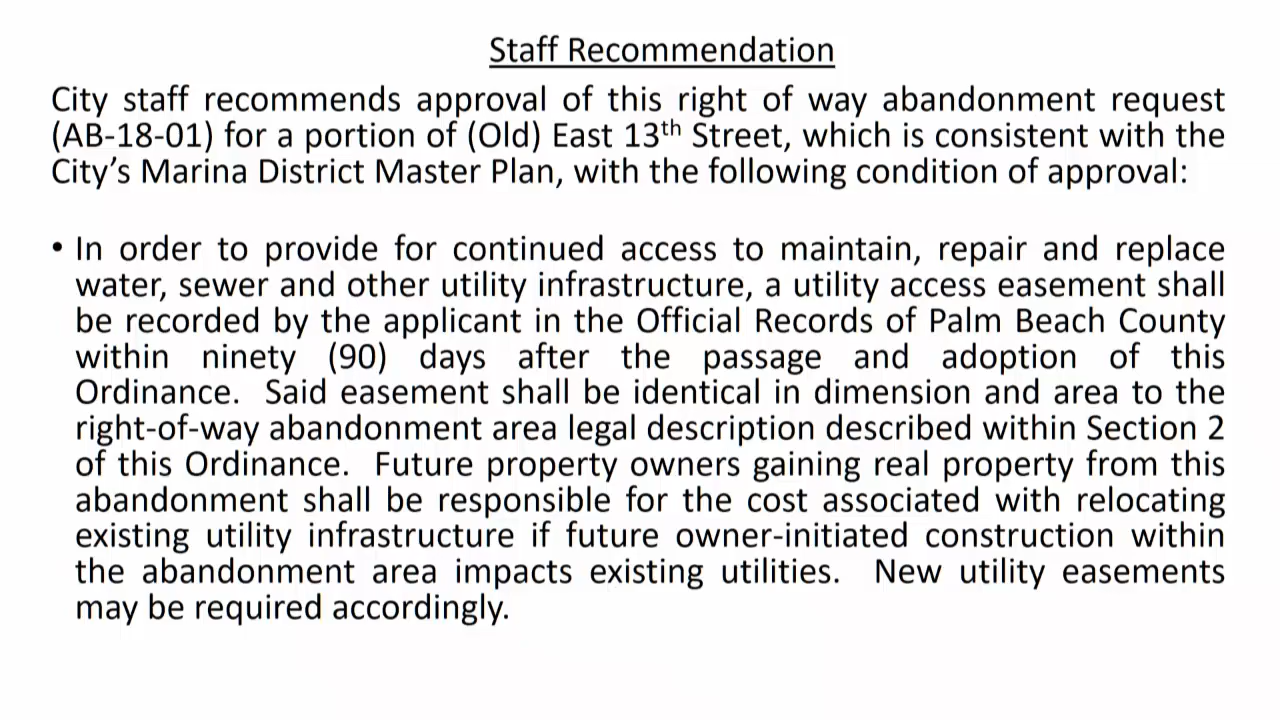 Staff Recommendation
City staff recommends approval of this right of way abandonment request
(AB-18-01) for a portion of (Old) East 13th Street, which is consistent with the
City’s Marina District Master Plan, with the following condition of approval:
• In order to provide for continued access to maintain, repair and replace
water, sewer and other utility infrastructure, a utility access easement shall
be recorded by the applicant in the Official Records of Palm Beach County
within ninety (90) days after the passage and adoption of this
Ordinance. Said easement shall be identical in dimension and area to the
right-of-way abandonment area legal description described within Section 2
of this Ordinance. Future property owners gaining real property from this
abandonment shall be responsible for the cost associated with relocating
existing utility infrastructure if future owner-initiated construction within
the abandonment area impacts existing utilities. New utility easements
may be required accordingly.